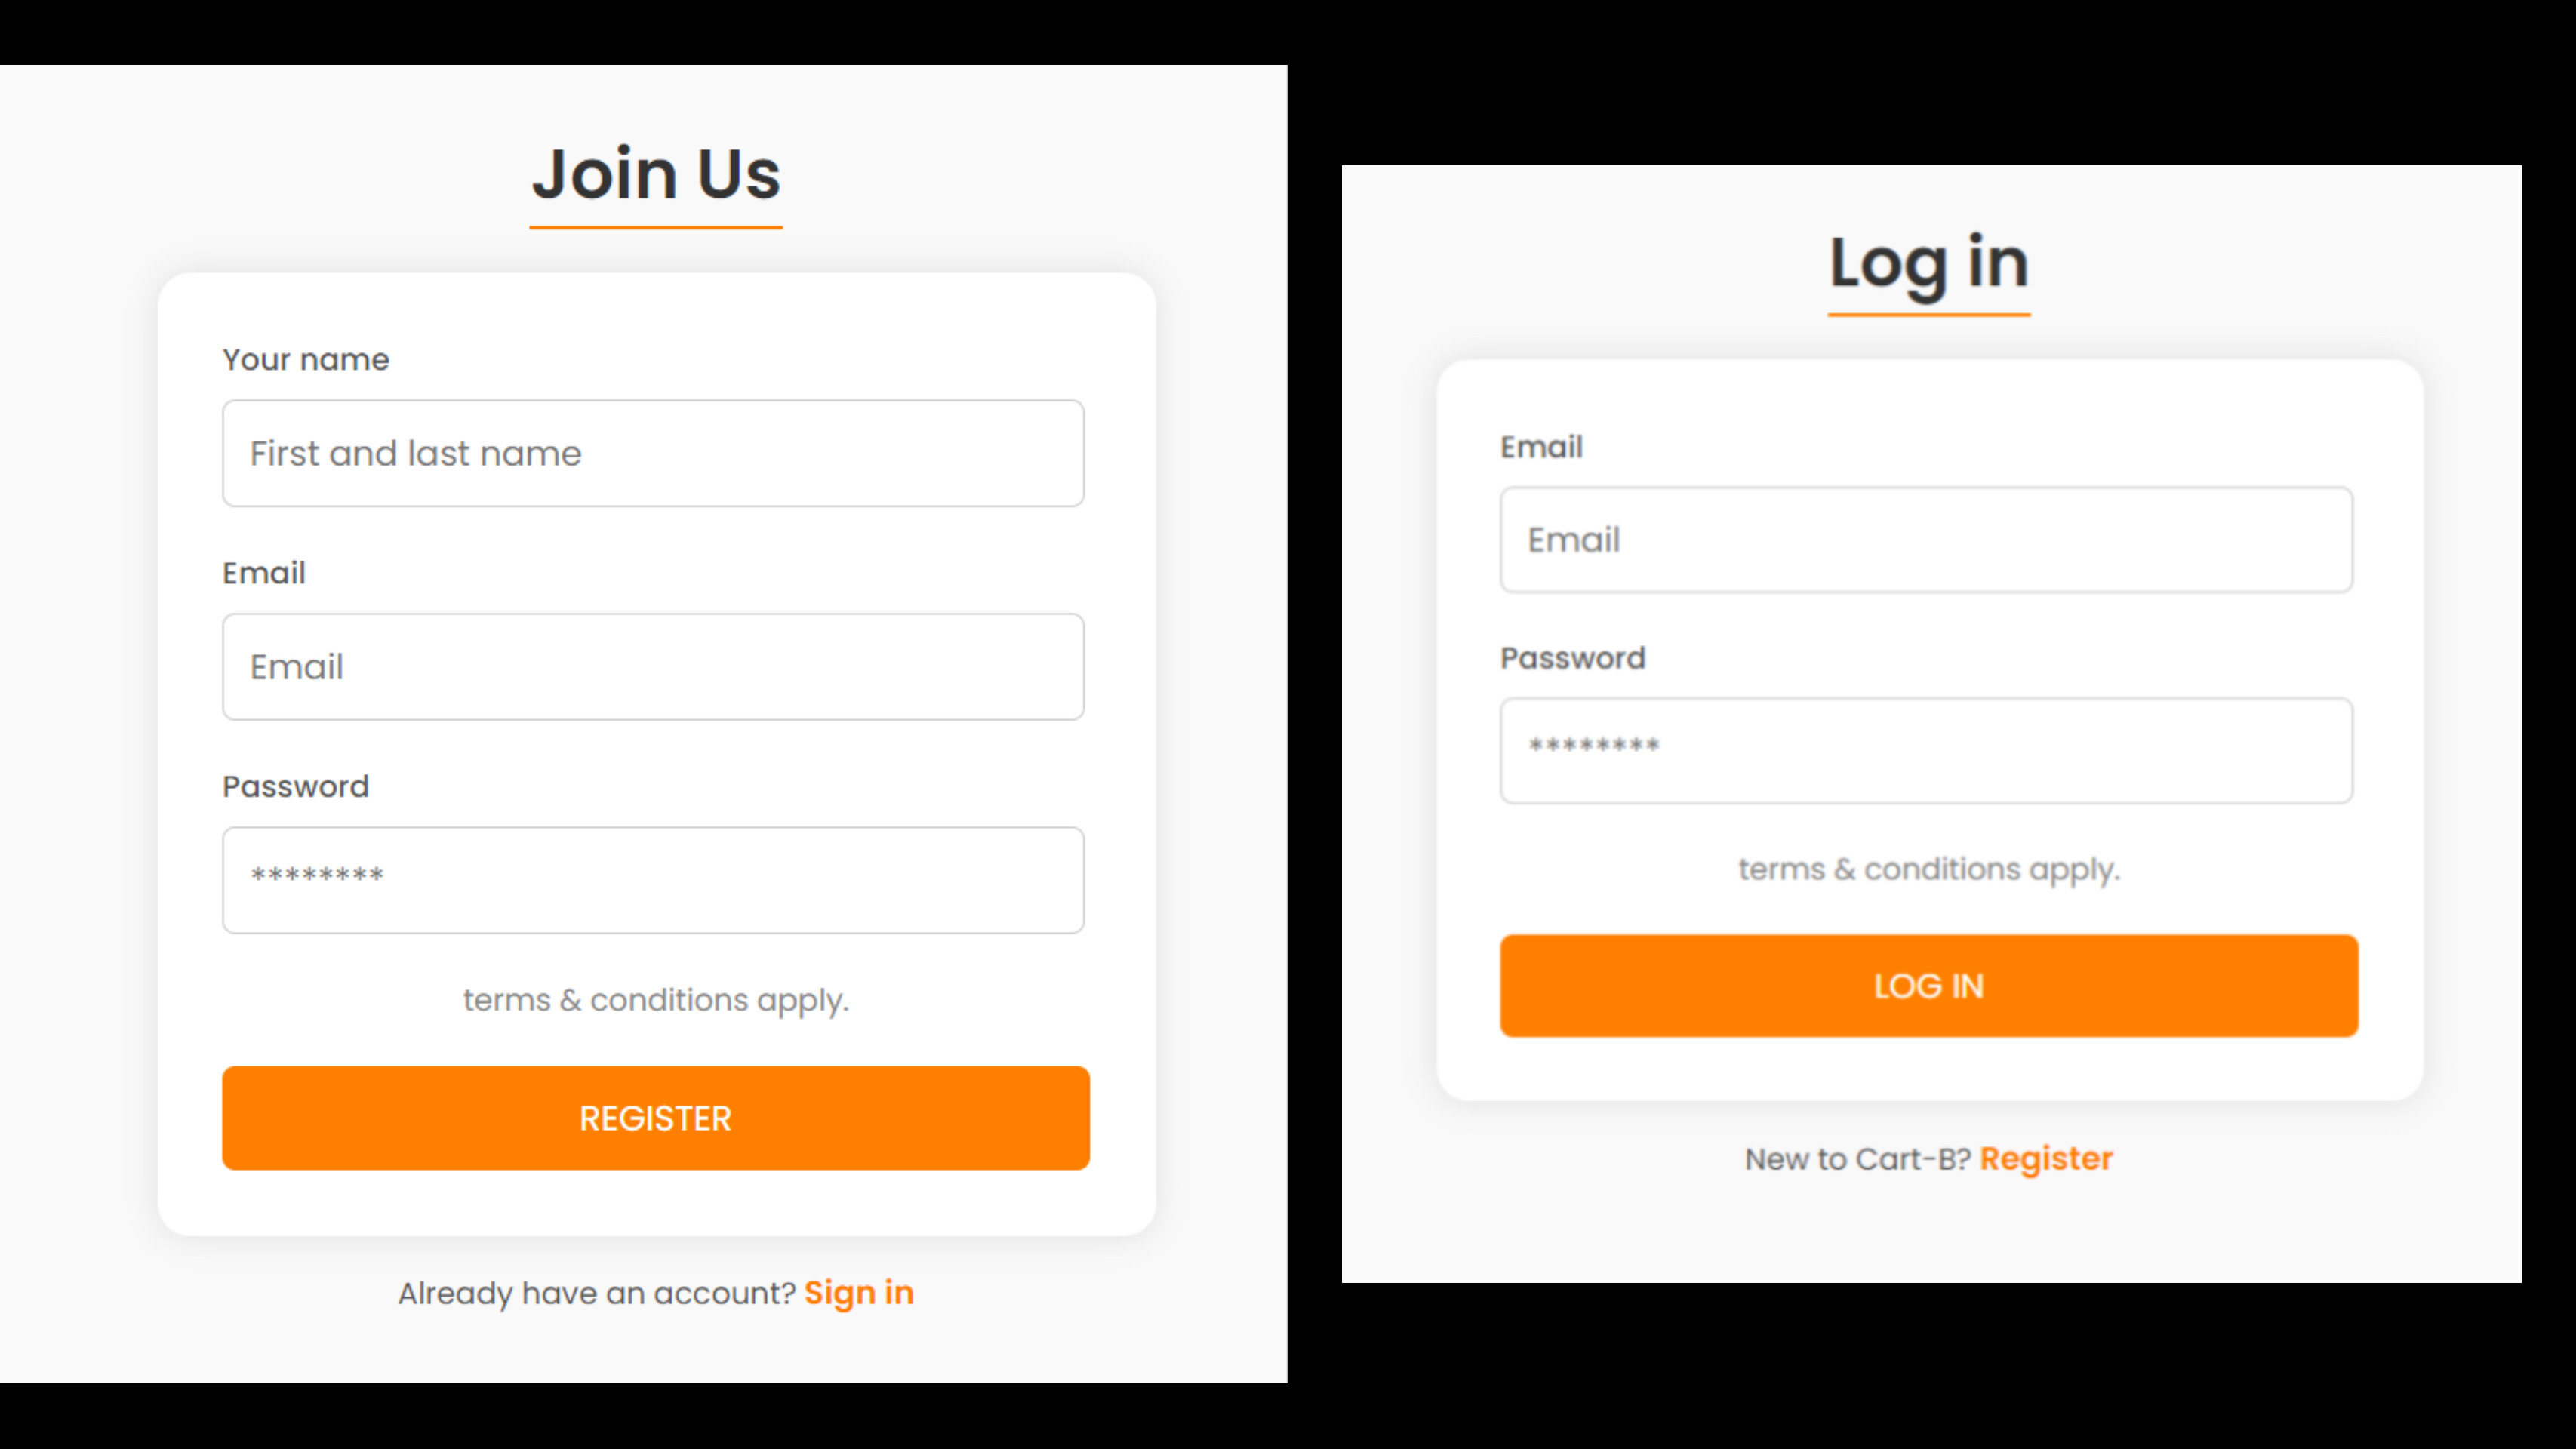 Join Us
Your name
First and last name
Email
Email
Password
********
terms & conditions apply.
REGISTER
Already have an account? Sign in
Log in
Email
Email
Password
********
terms & conditions apply.
LOG IN
New to Cart-B? Register